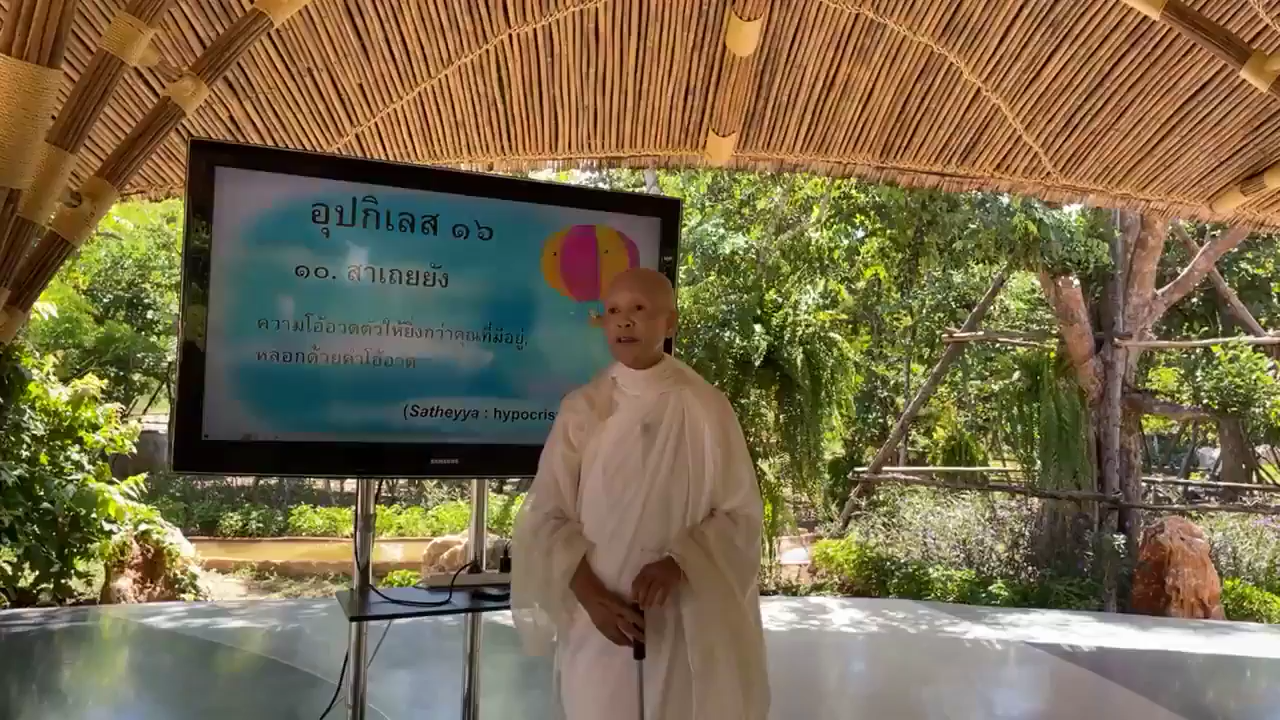 อุปกิเลส ๑๖
๑๐. สาเถยยัง
ความโอ้อวดตัวให้ยิ่งกว่าคุณที่มีอยู่,
หลอกด้วยคำโอ้อวด
(Satheyya : hypocris
SAMSUNG